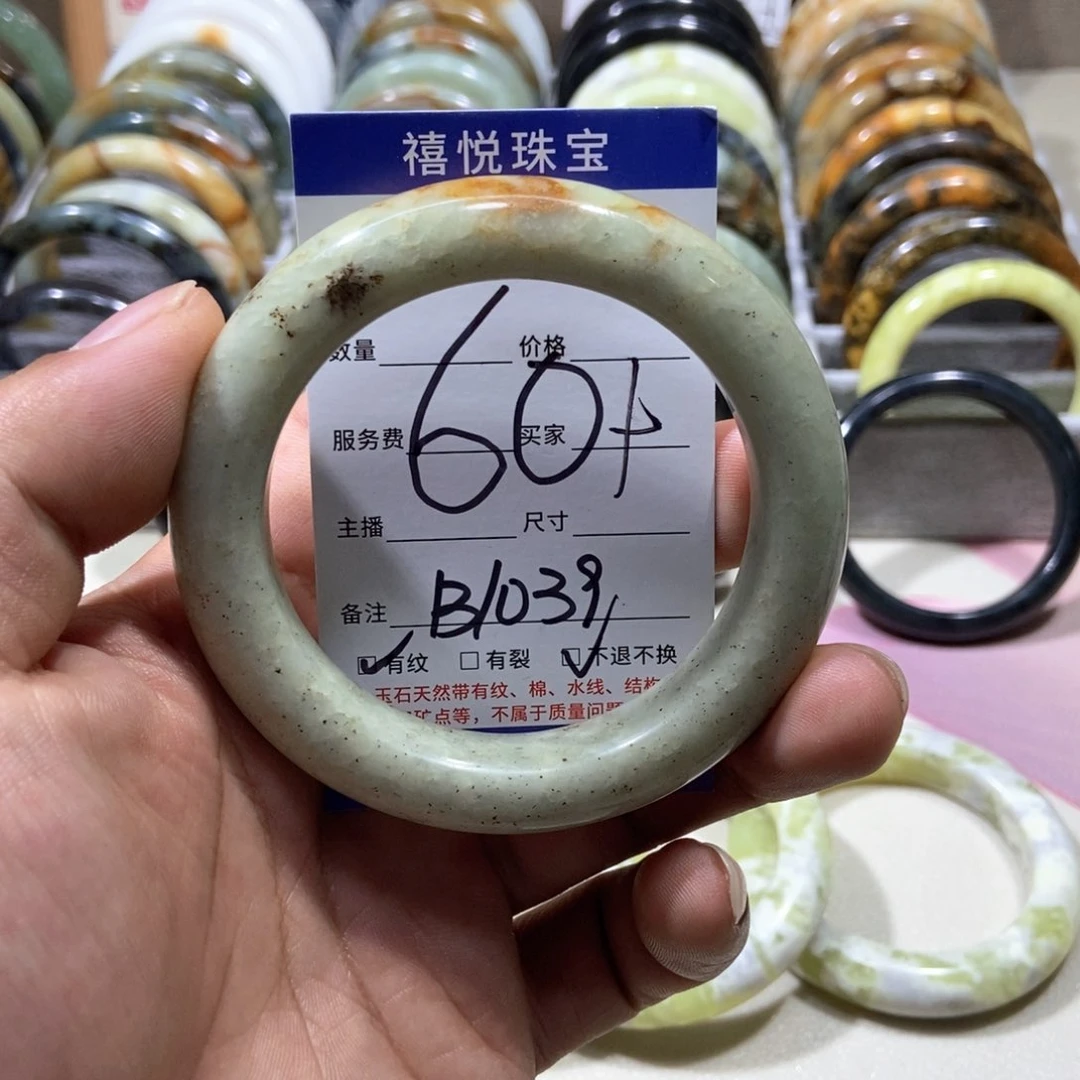 禧悦珠宝
数量 价格
60+
服务费 买家
主播 尺寸
备注 B1039
有纹 有裂 不退不换
玉石天然带有纹、棉、水线、结构
矿点等，不属于质量问题